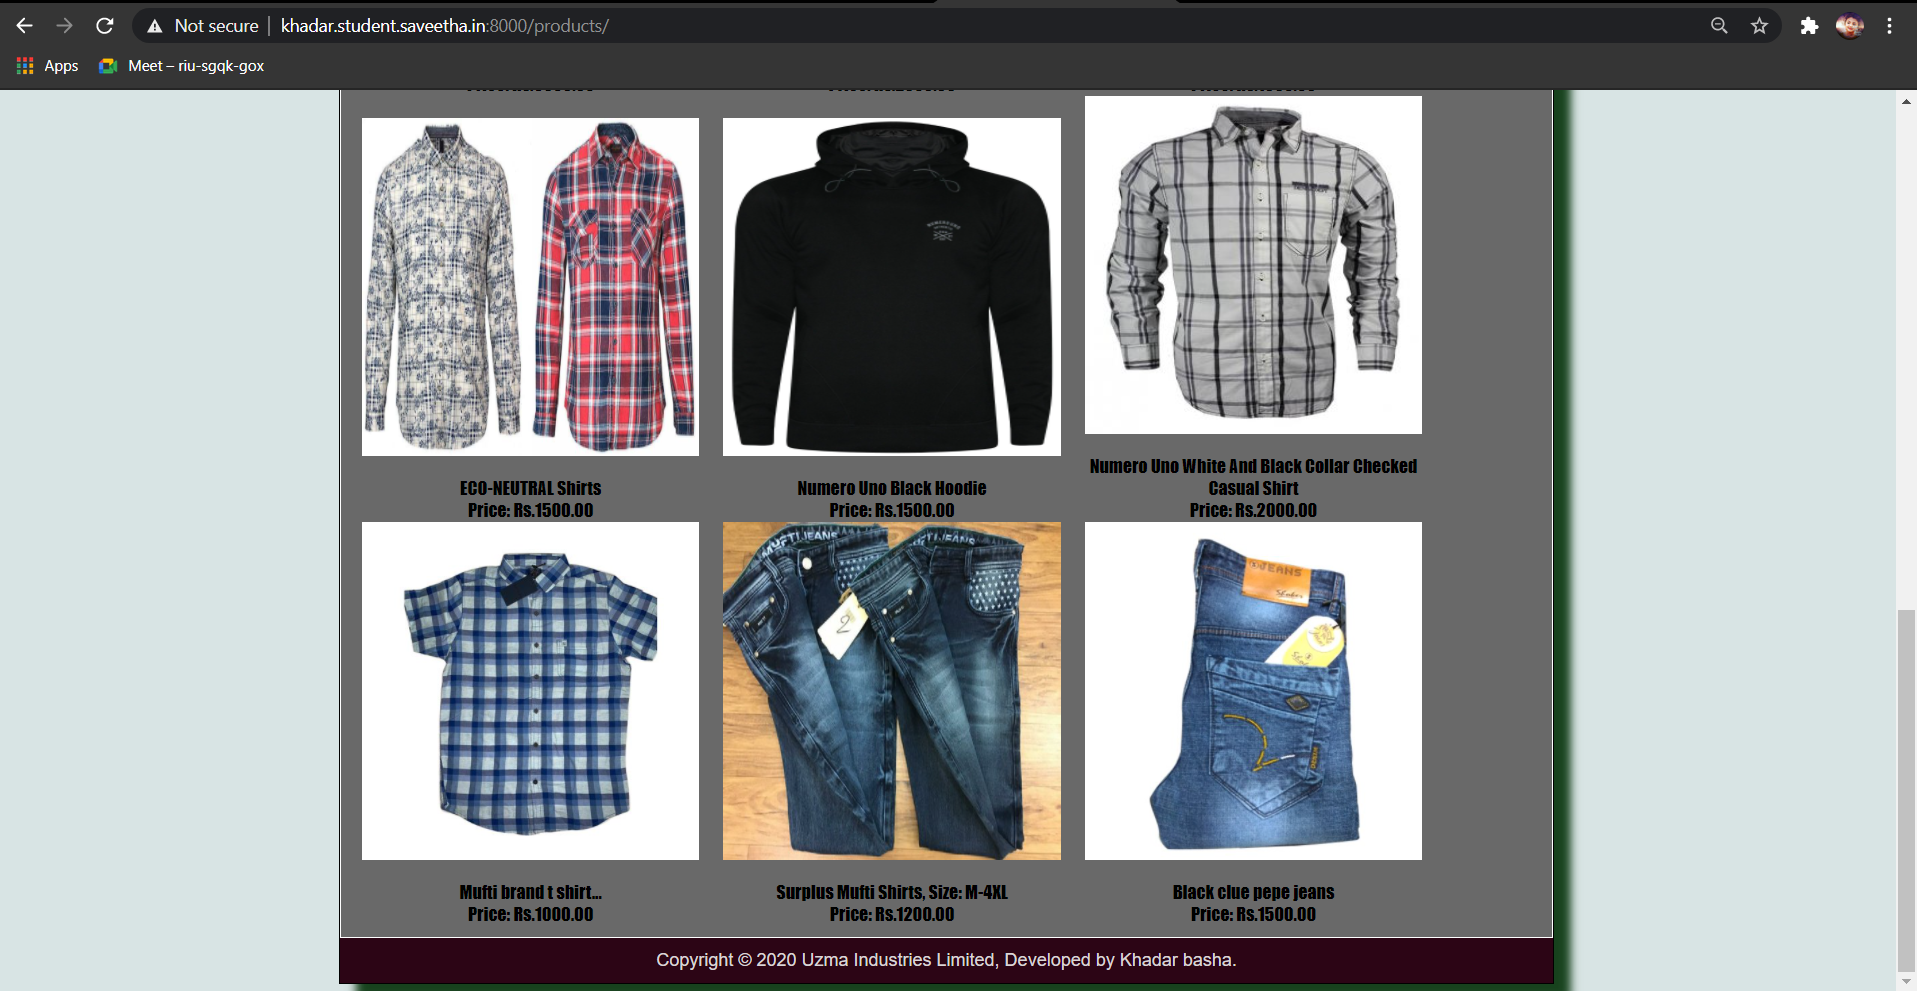 Not secure | khadar.student.saveetha.in:8000/products/
Apps Meet – riu-sgqk-gox
ECO-NEUTRAL Shirts
Price: Rs.1500.00
Numero Uno Black Hoodie
Price: Rs.1500.00
Numero Uno White And Black Collar Checked
Casual Shirt
Price: Rs.2000.00
JEANS
2
JEANS
Mufti brand t shirt...
Price: Rs.1000.00
Surplus Mufti Shirts, Size: M-4XL
Price: Rs.1200.00
Black clue pepe jeans
Price: Rs.1500.00
Copyright © 2020 Uzma Industries Limited, Developed by Khadar basha.